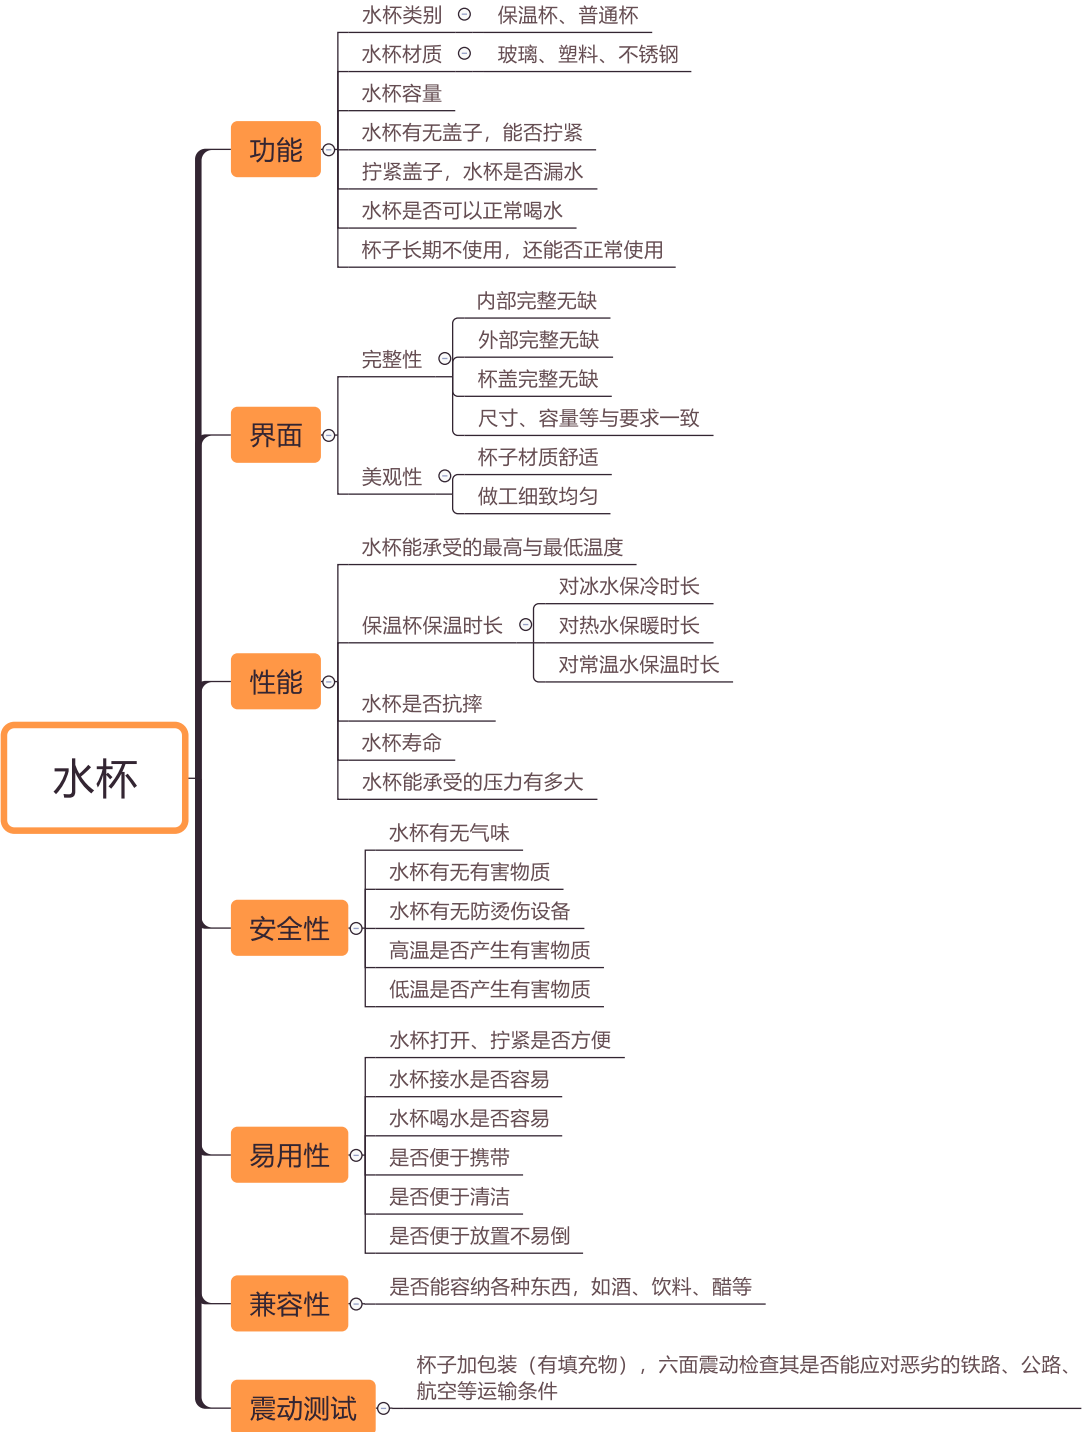 水杯
功能
水杯类别
保温杯、普通杯
水杯材质
玻璃、塑料、不锈钢
水杯容量
水杯有无盖子，能否拧紧
拧紧盖子，水杯是否漏水
水杯是否可以正常喝水
杯子长期不使用，还能否正常使用
界面
完整性
内部完整无缺
外部完整无缺
杯盖完整无缺
尺寸、容量等与要求一致
美观性
杯子材质舒适
做工细致均匀
性能
水杯能承受的最高与最低温度
保温杯保温时长
对冰水保冷时长
对热水保暖时长
对常温水保温时长
水杯是否抗摔
水杯寿命
水杯能承受的压力有多大
安全性
水杯有无气味
水杯有无有害物质
水杯有无防烫伤设备
高温是否产生有害物质
低温是否产生有害物质
易用性
水杯打开、拧紧是否方便
水杯接水是否容易
水杯喝水是否容易
是否便于携带
是否便于清洁
是否便于放置不易倒
兼容性
是否能容纳各种东西，如酒、饮料、醋等
震动测试
杯子加包装（有填充物），六面震动检查其是否能应对恶劣的铁路、公路、
航空等运输条件